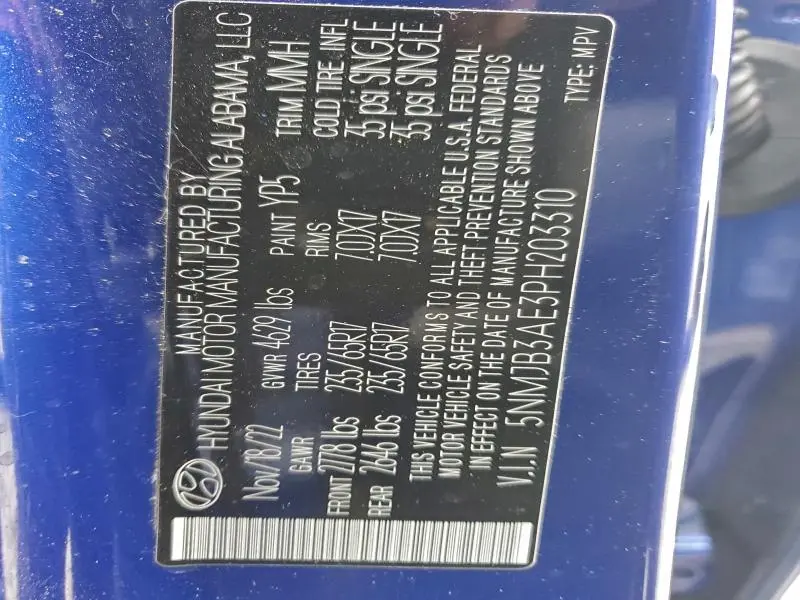 MANUFACTURED BY
HYUNDAI MOTOR MANUFACTURING ALABAMA, LLC
Nov/18/22 GVWR 4629 lbs PAINT YP5 TRIM MMH
GAWR TIRES RIMS COLD TIRE INFL
FRONT 2778 lbs 235/65R17 7.0JX17 35 psi SINGLE
REAR 2646 lbs 235/65R17 7.0JX17 35 psi SINGLE
THIS VEHICLE CONFORMS TO ALL APPLICABLE U.S.A. FEDERAL
MOTOR VEHICLE SAFETY AND THEFT PREVENTION STANDARDS
IN EFFECT ON THE DATE OF MANUFACTURE SHOWN ABOVE
V.I.N 5NMJB3AE3PH203310 TYPE: MPV